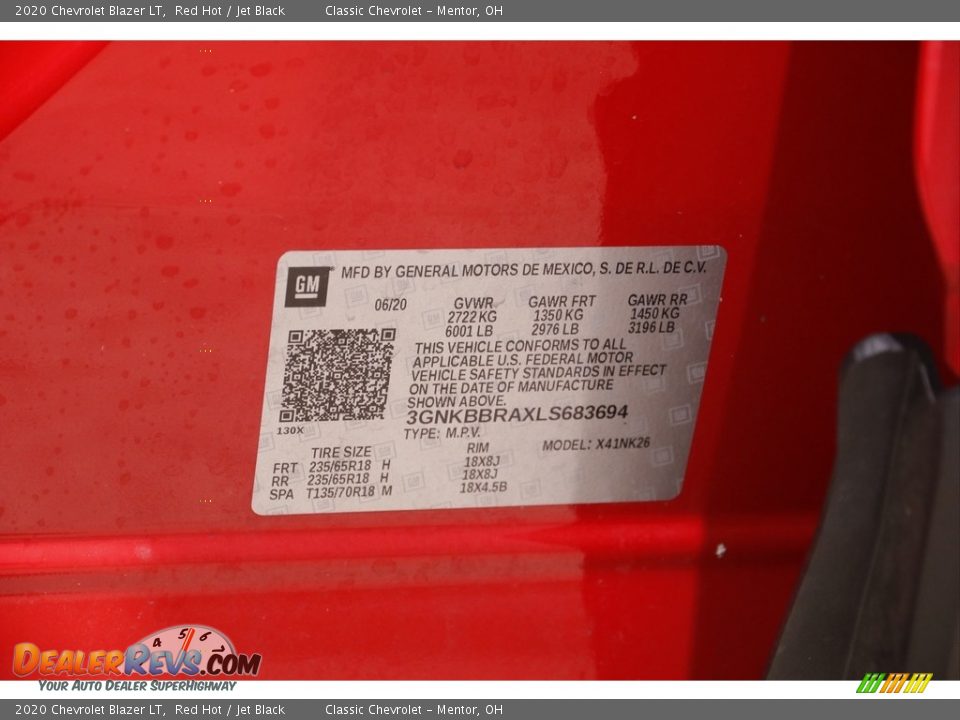 2020 Chevrolet Blazer LT, Red Hot / Jet Black Classic Chevrolet - Mentor, OH
GM MFD BY GENERAL MOTORS DE MEXICO, S. DE R.L. DE C.V.
06/20 GVWR GAWR FRT GAWR RR
2722 KG 1350 KG 1450 KG
6001 LB 2976 LB 3196 LB
THIS VEHICLE CONFORMS TO ALL
APPLICABLE U.S. FEDERAL MOTOR
VEHICLE SAFETY STANDARDS IN EFFECT
ON THE DATE OF MANUFACTURE
SHOWN ABOVE.
3GNKBBRAXLS683694
130X
TYPE: M.P.V. MODEL: X41NK26
TIRE SIZE RIM
FRT 235/65R18 H 18X8J
RR 235/65R18 H 18X8J
SPA T135/70R18 M 18X4.5B
4 5 6 7
DEALERREVS.COM
YOUR AUTO DEALER SUPERHIGHWAY
2020 Chevrolet Blazer LT, Red Hot / Jet Black Classic Chevrolet - Mentor, OH